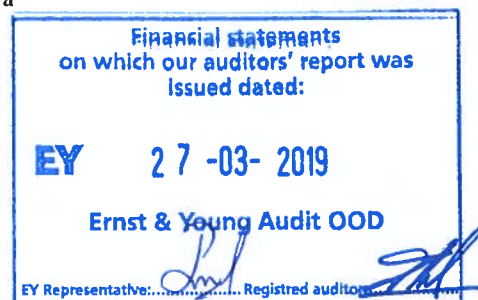 a
Financial statements
on which our auditors' report was
issued dated:
EY 27-03-2019
Ernst & Young Audit OOD
EY Representative:............ Registred auditor:............